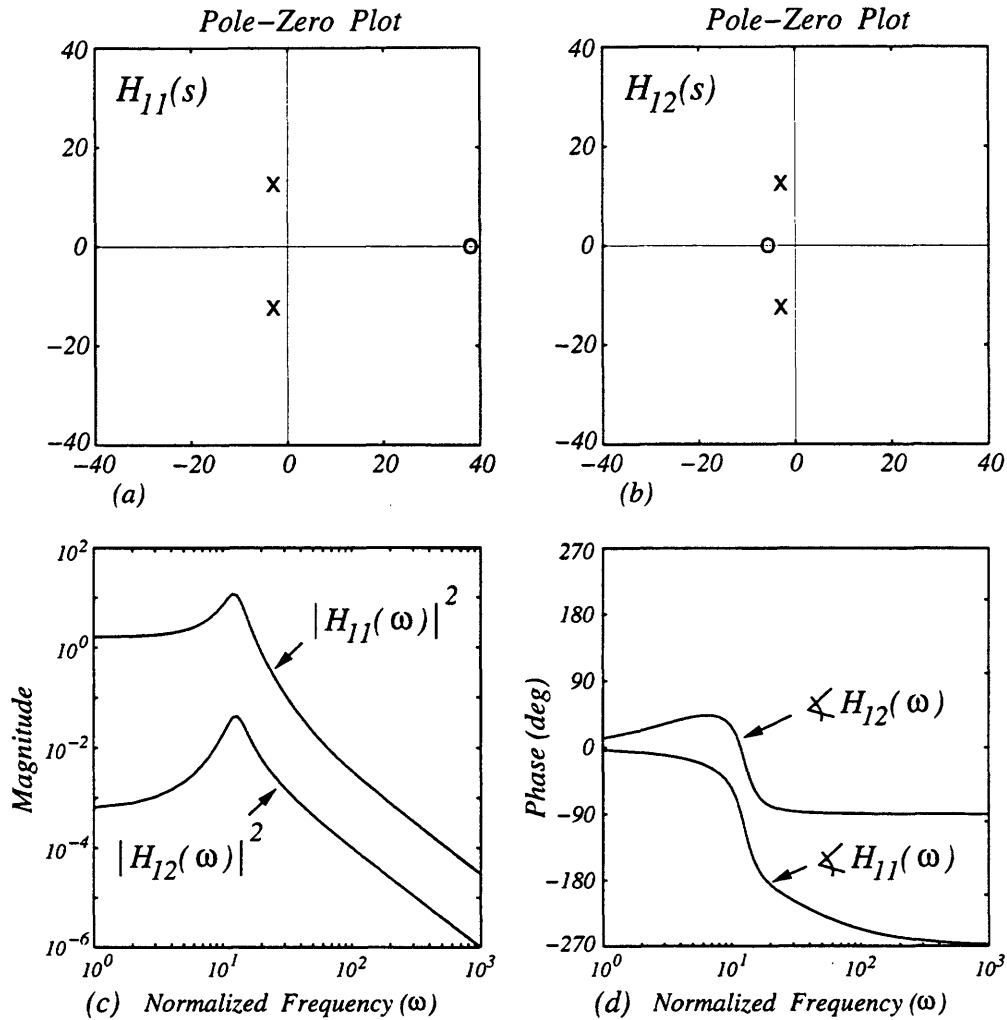 Pole-Zero Plot
H11(s)
40
20
0
-20
-40
-40 -20 0 20 40
(a)
Pole-Zero Plot
H12(s)
40
20
0
-20
-40
-40 -20 0 20 40
(b)
Magnitude
10^2
10^0
10^-2
10^-4
10^-6
|H11(ω)|^2
|H12(ω)|^2
10^0 10^1 10^2 10^3
(c) Normalized Frequency (ω)
Phase (deg)
270
180
90
0
-90
-180
-270
∡ H12(ω)
∡ H11(ω)
10^0 10^1 10^2 10^3
(d) Normalized Frequency (ω)